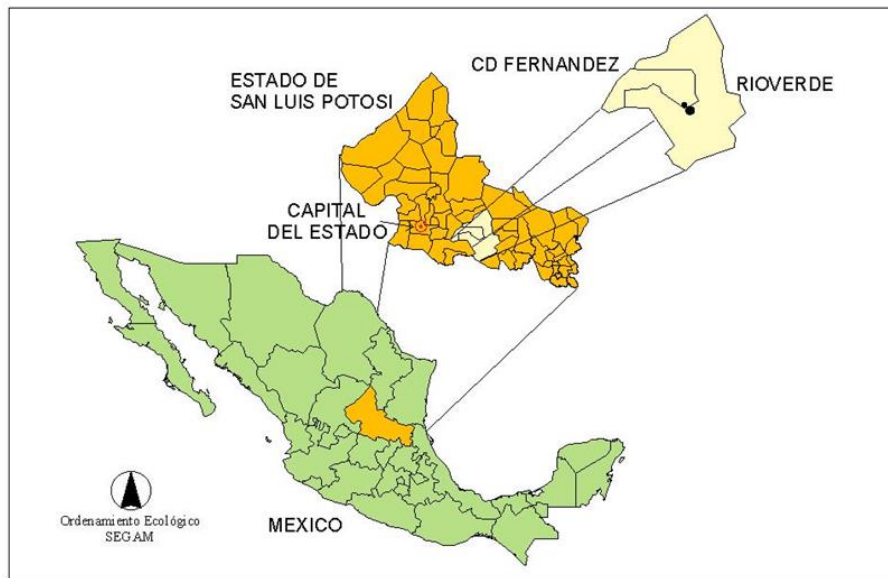 CD FERNANDEZ
RIOVERDE
ESTADO DE
SAN LUIS POTOSI
CAPITAL
DEL ESTADO
Ordenamiento Ecológico
SEGAM
MEXICO